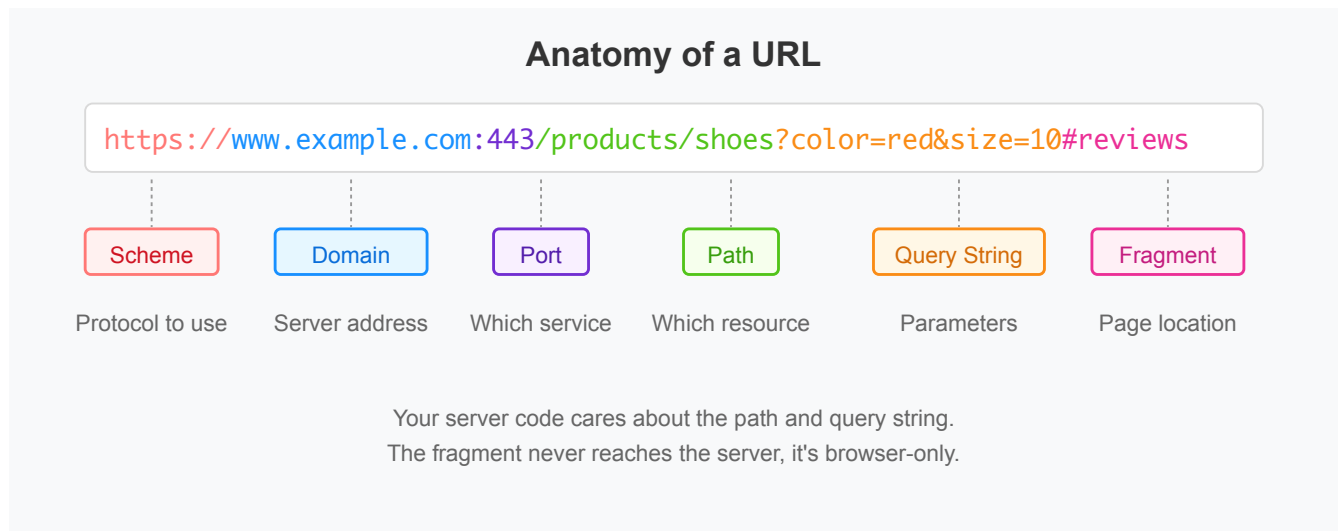 Anatomy of a URL
https://www.example.com:443/products/shoes?color=red&size=10#reviews
Scheme Domain Port Path Query String Fragment
Protocol to use Server address Which service Which resource Parameters Page location
Your server code cares about the path and query string.
The fragment never reaches the server, it's browser-only.